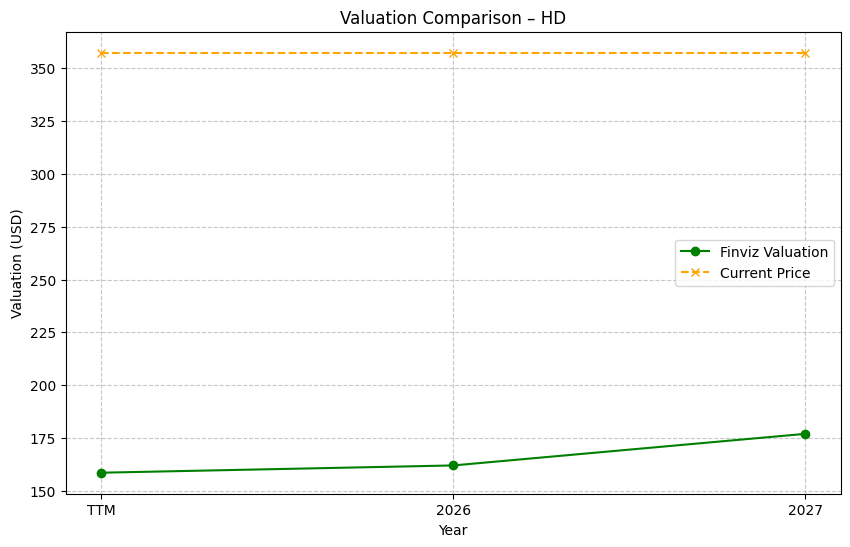 Valuation Comparison – HD
Valuation (USD)
350
325
300
275
250
225
200
175
150
Finviz Valuation
Current Price
TTM
2026
2027
Year